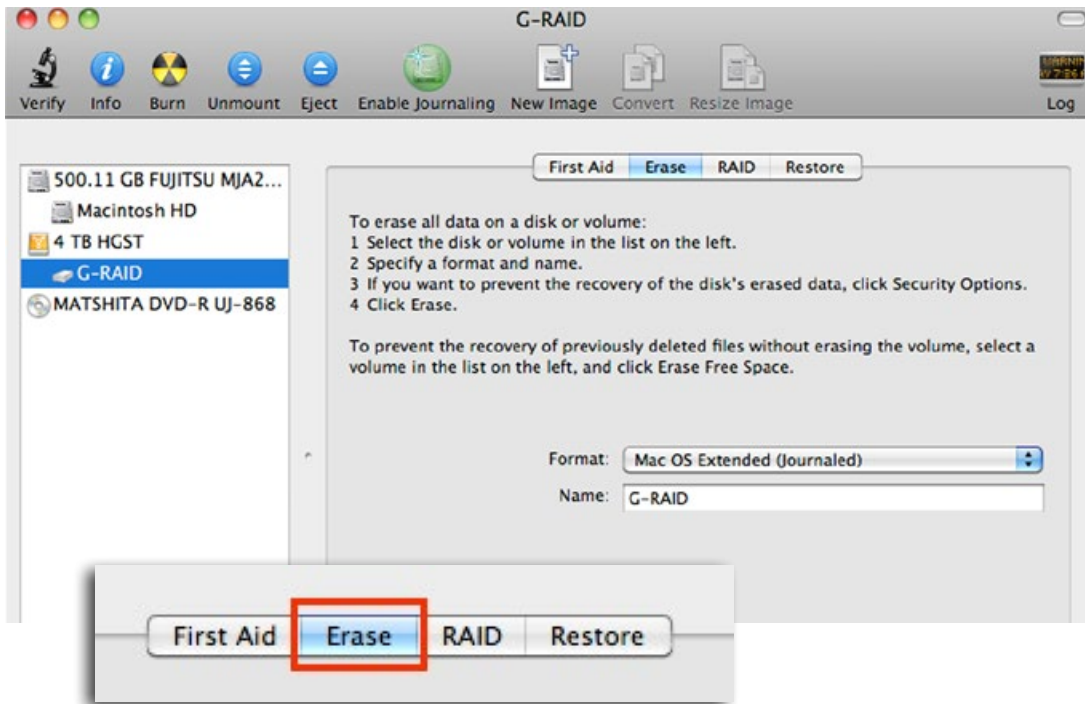 G-RAID
Verify Info Burn Unmount Eject Enable Journaling New Image Convert Resize Image Log
First Aid Erase RAID Restore
500.11 GB FUJITSU MJA2...
Macintosh HD
4 TB HGST
G-RAID
MATSHITA DVD-R UJ-868
To erase all data on a disk or volume:
1 Select the disk or volume in the list on the left.
2 Specify a format and name.
3 If you want to prevent the recovery of the disk's erased data, click Security Options.
4 Click Erase.
To prevent the recovery of previously deleted files without erasing the volume, select a
volume in the list on the left, and click Erase Free Space.
Format: Mac OS Extended (Journaled)
Name: G-RAID
First Aid Erase RAID Restore